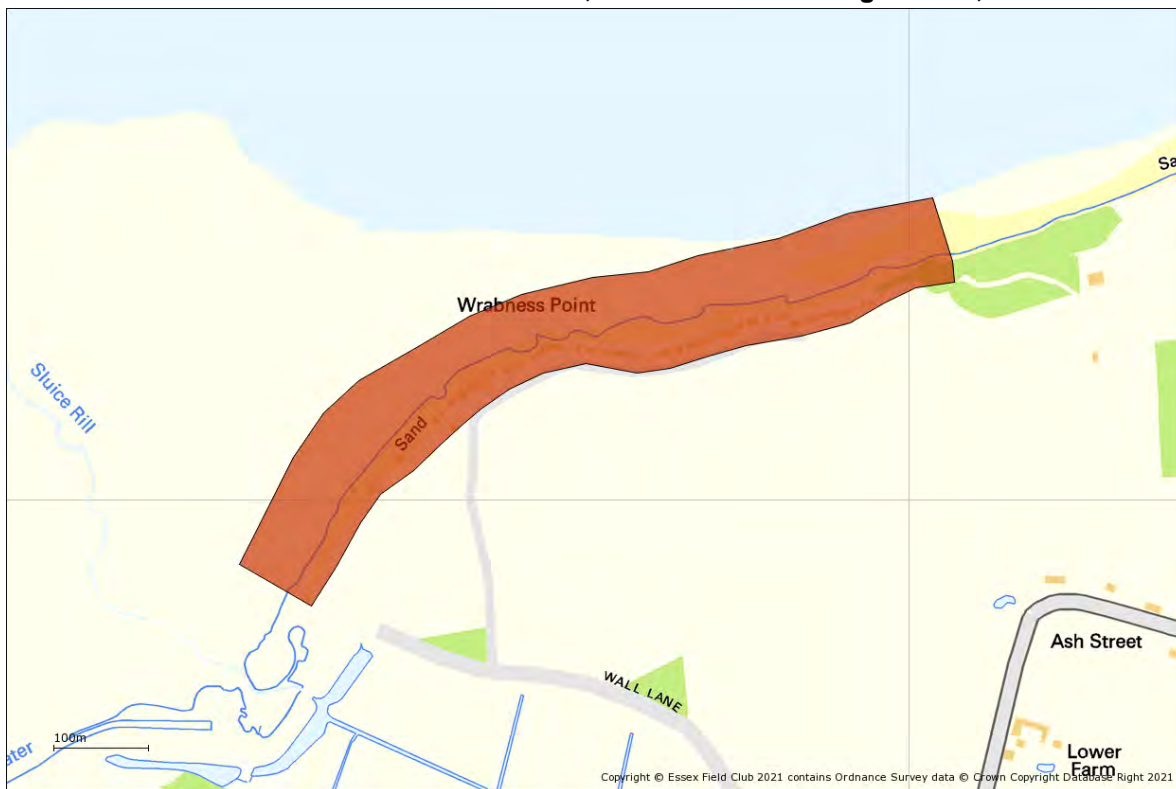 Sa
Wrabness Point
Sluice Rill
Sand
Ash Street
WALL LANE
ater
100m
Lower
Farm
Copyright © Essex Field Club 2021 contains Ordnance Survey data © Crown Copyright Database Right 2021